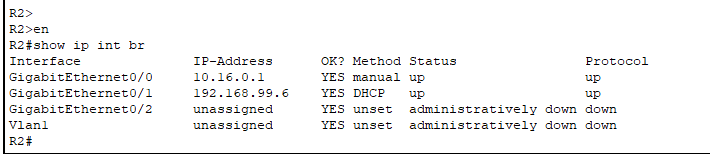 R2>
R2>en
R2#show ip int br
Interface              IP-Address      OK? Method Status                Protocol
GigabitEthernet0/0     10.16.0.1       YES manual up                    up
GigabitEthernet0/1     192.168.99.6    YES DHCP   up                    up
GigabitEthernet0/2     unassigned      YES unset  administratively down down
Vlan1                  unassigned      YES unset  administratively down down
R2#